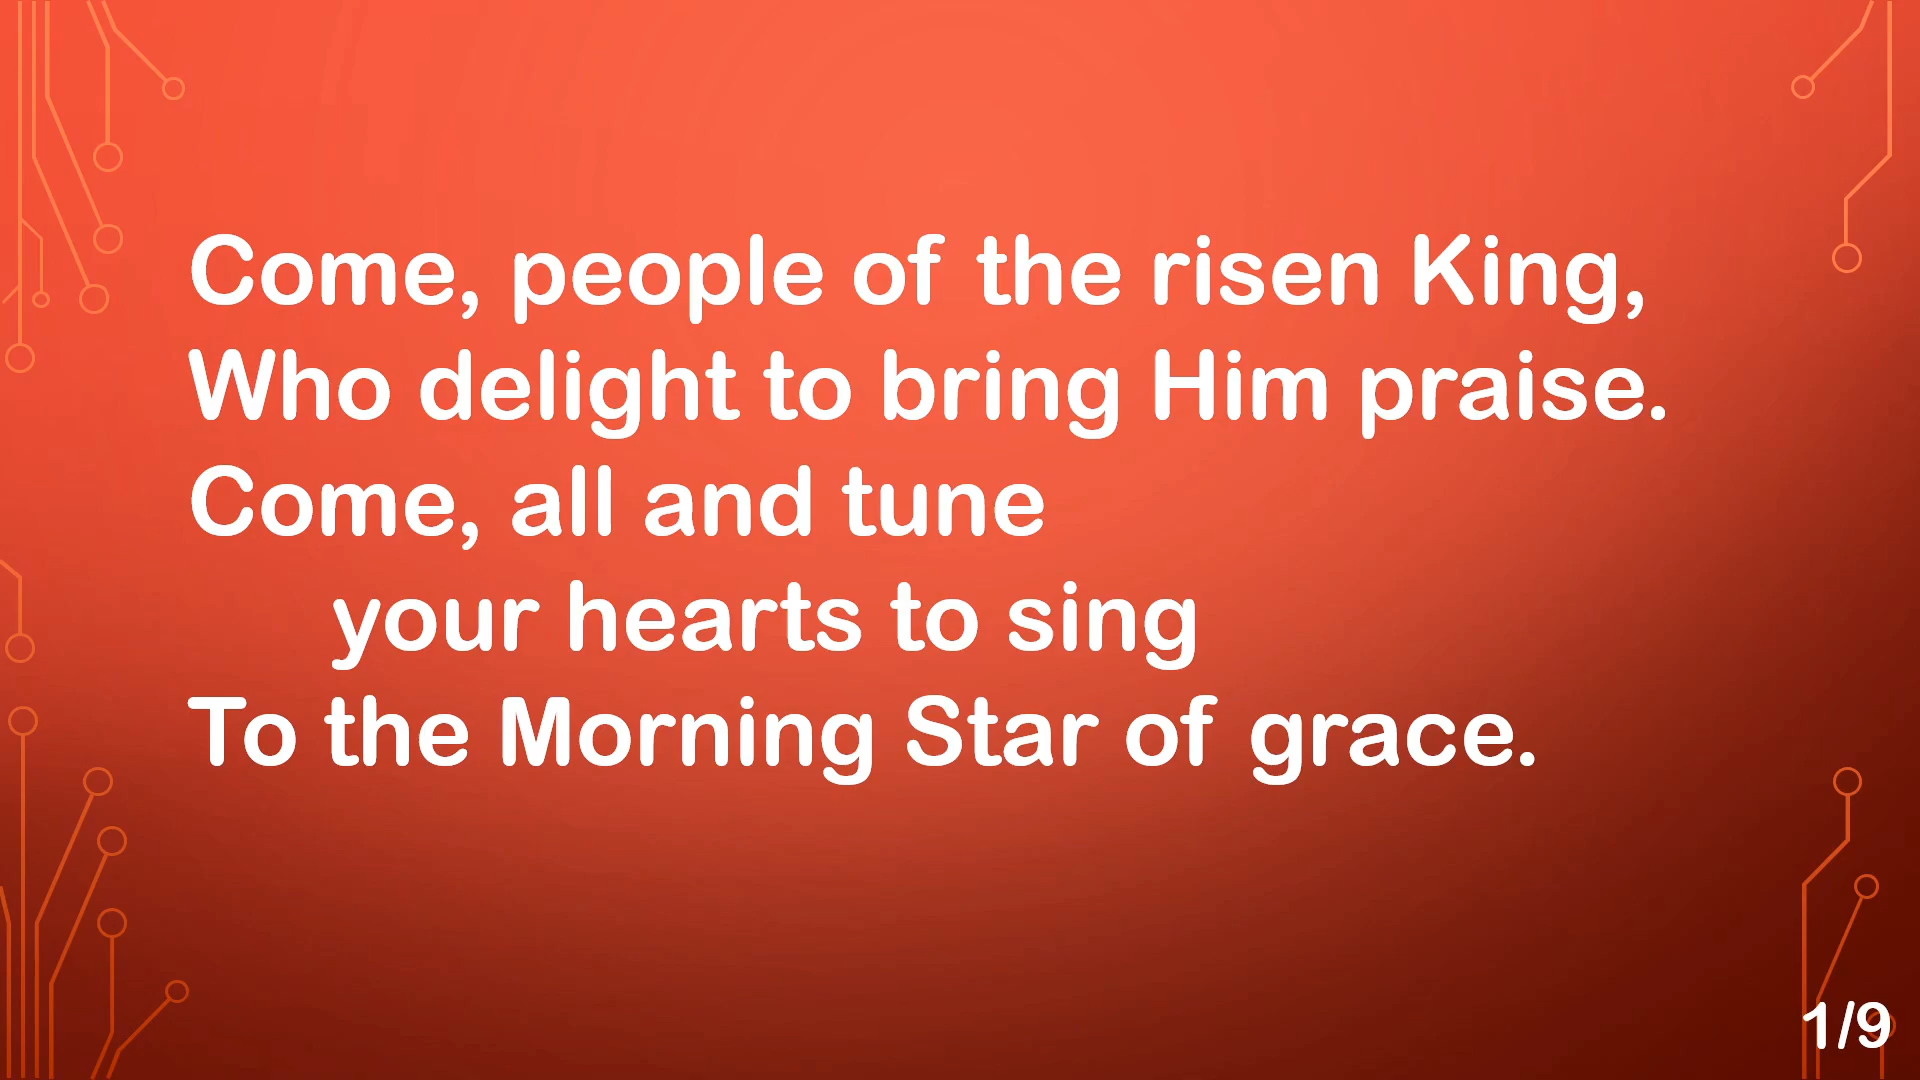 Come, people of the risen King,
Who delight to bring Him praise.
Come, all and tune
your hearts to sing
To the Morning Star of grace.
1/9